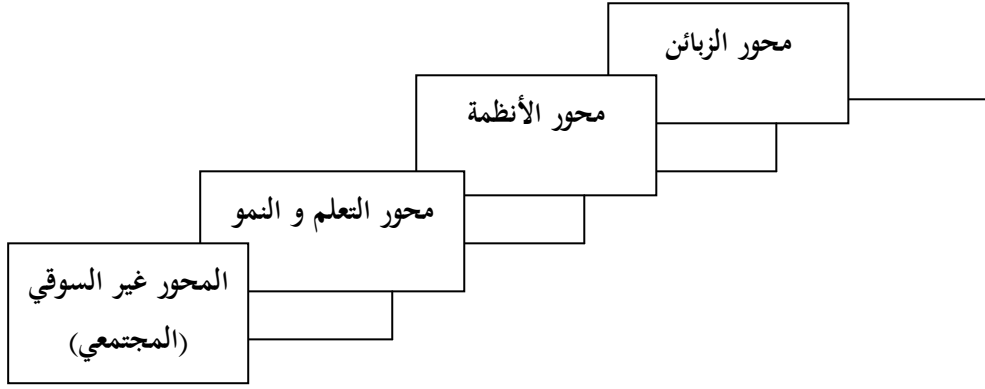 محور الزبائن
محور الأنظمة
محور التعلم و النمو
المحور غير السوقي
(المجتمعي)